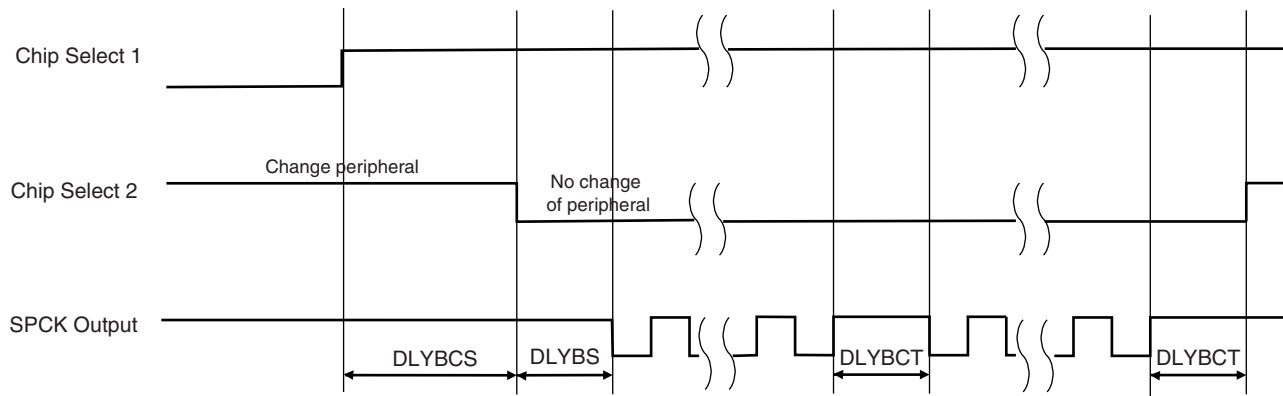 Chip Select 1
Change peripheral
Chip Select 2
No change
of peripheral
SPCK Output
DLYBCS
DLYBS
DLYBCT
DLYBCT